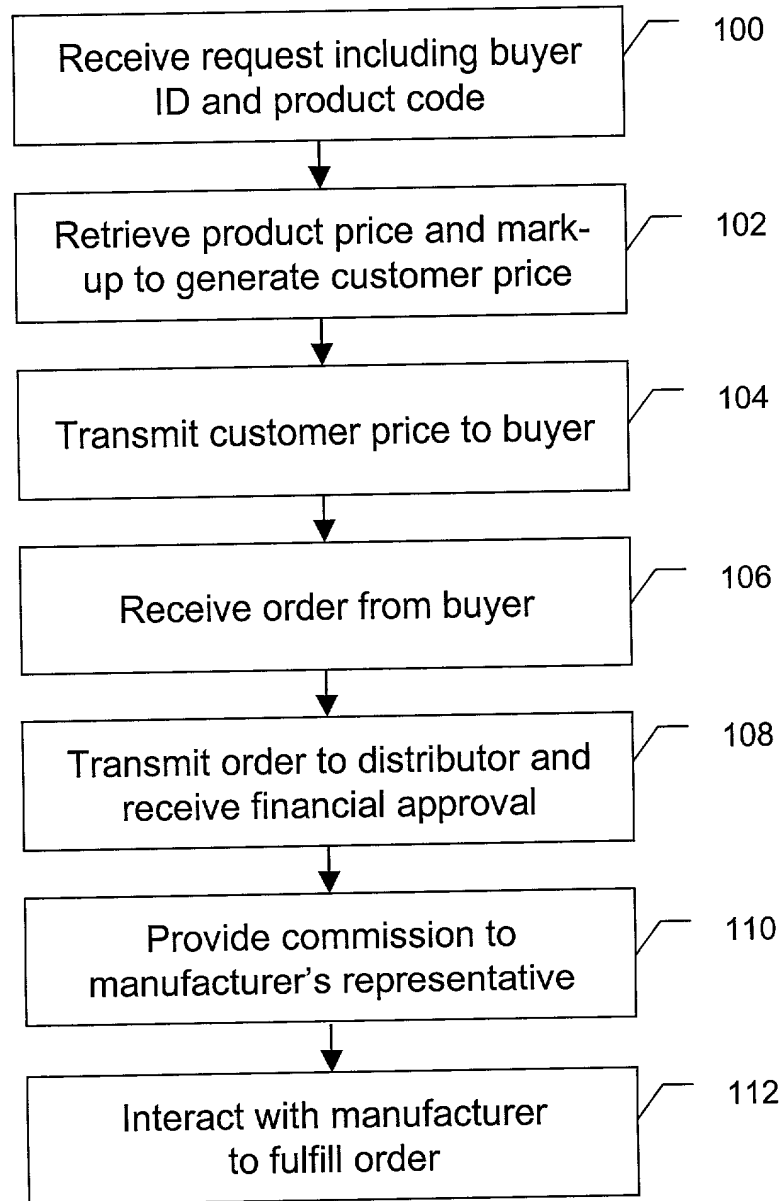 Receive request including buyer
ID and product code
100
Retrieve product price and mark-
up to generate customer price
102
Transmit customer price to buyer
104
Receive order from buyer
106
Transmit order to distributor and
receive financial approval
108
Provide commission to
manufacturer's representative
110
Interact with manufacturer
to fulfill order
112